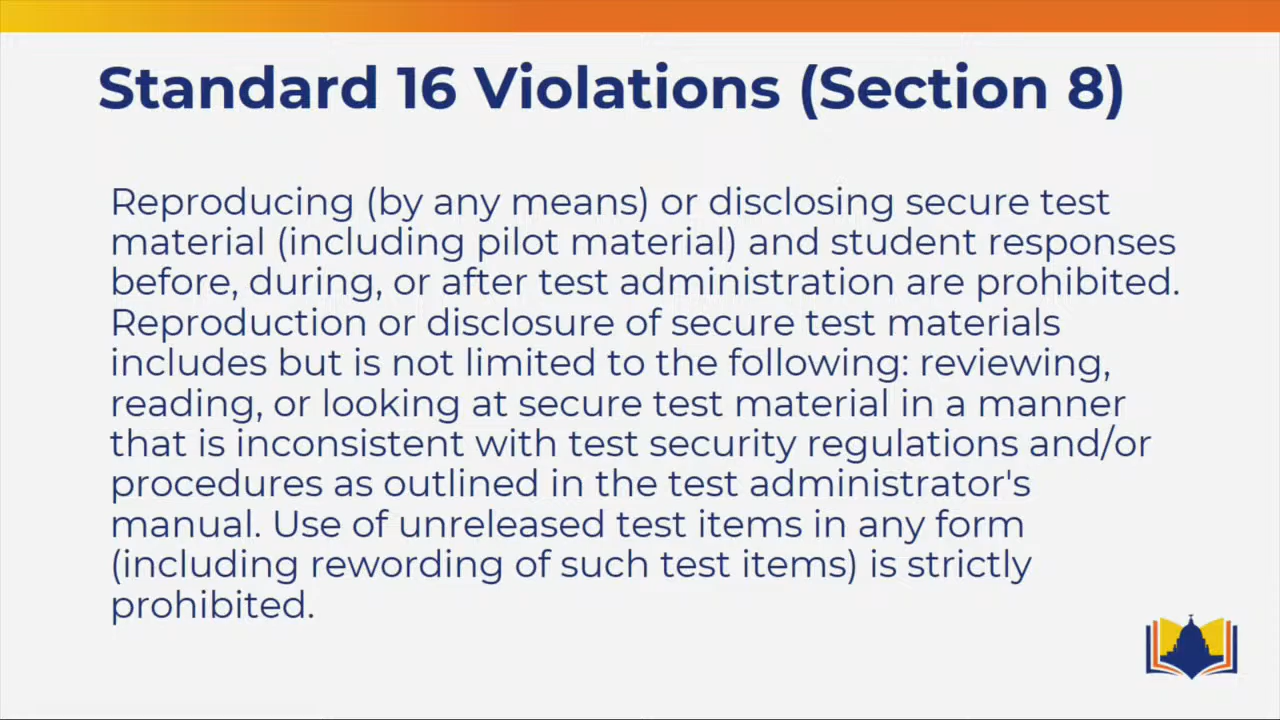 Standard 16 Violations (Section 8)
Reproducing (by any means) or disclosing secure test
material (including pilot material) and student responses
before, during, or after test administration are prohibited.
Reproduction or disclosure of secure test materials
includes but is not limited to the following: reviewing,
reading, or looking at secure test material in a manner
that is inconsistent with test security regulations and/or
procedures as outlined in the test administrator's
manual. Use of unreleased test items in any form
(including rewording of such test items) is strictly
prohibited.